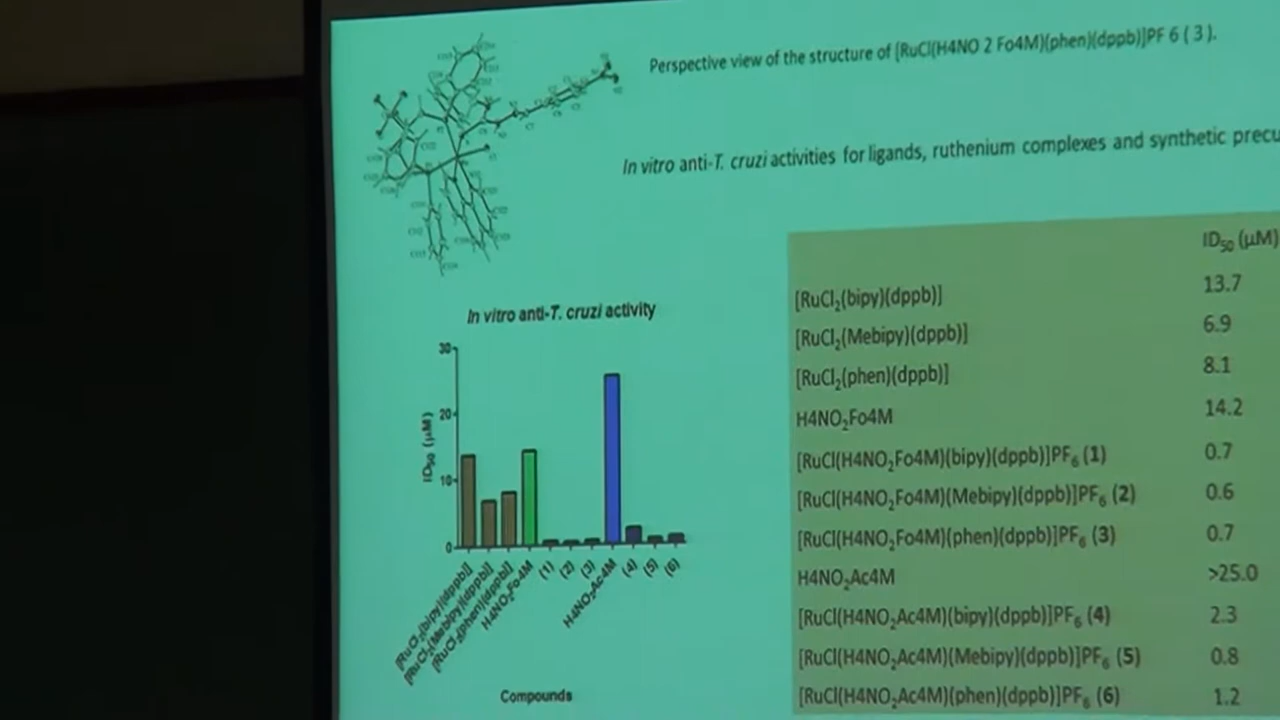 Perspective view of the structure of [RuCl(H4NO 2 Fo4M)(phen)(dppb)]PF 6 ( 3 ).
In vitro anti-T. cruzi activities for ligands, ruthenium complexes and synthetic precu
In vitro anti-T. cruzi activity
ID₅₀ (µM)
30
20
10
0
[RuCl₂(bipy)(dppb)]
[RuCl₂(Mebipy)(dppb)]
[RuCl₂(phen)(dppb)]
H4NO₂Fo4M
(1)
(2)
(3)
H4NO₂Ac4M
(4)
(5)
(6)
Compounds
ID₅₀ (µM)
[RuCl₂(bipy)(dppb)] 13.7
[RuCl₂(Mebipy)(dppb)] 6.9
[RuCl₂(phen)(dppb)] 8.1
H4NO₂Fo4M 14.2
[RuCl(H4NO₂Fo4M)(bipy)(dppb)]PF₆ (1) 0.7
[RuCl(H4NO₂Fo4M)(Mebipy)(dppb)]PF₆ (2) 0.6
[RuCl(H4NO₂Fo4M)(phen)(dppb)]PF₆ (3) 0.7
H4NO₂Ac4M >25.0
[RuCl(H4NO₂Ac4M)(bipy)(dppb)]PF₆ (4) 2.3
[RuCl(H4NO₂Ac4M)(Mebipy)(dppb)]PF₆ (5) 0.8
[RuCl(H4NO₂Ac4M)(phen)(dppb)]PF₆ (6) 1.2